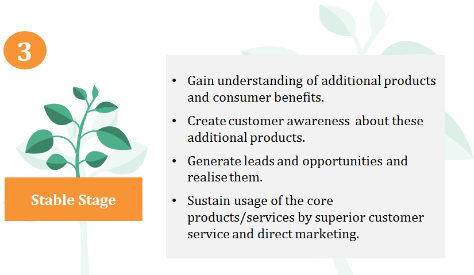 3
Stable Stage
• Gain understanding of additional products
and consumer benefits.
• Create customer awareness about these
additional products.
• Generate leads and opportunities and
realise them.
• Sustain usage of the core
products/services by superior customer
service and direct marketing.